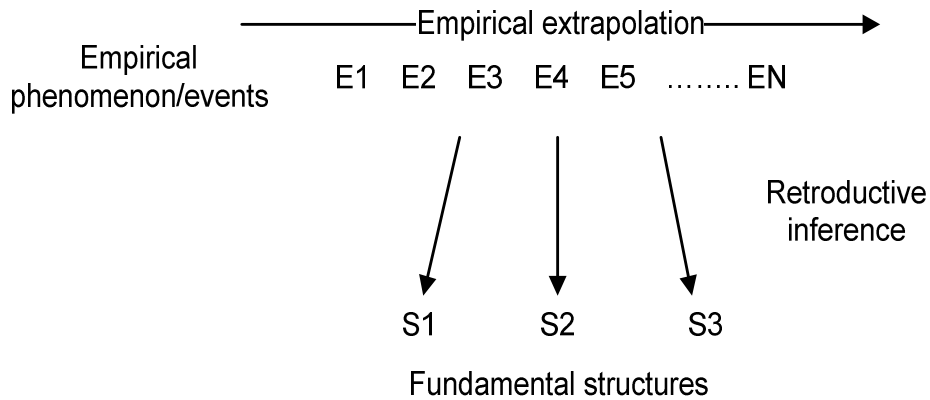 Empirical extrapolation
Empirical
phenomenon/events
E1 E2 E3 E4 E5 …….. EN
Retroductive
inference
S1 S2 S3
Fundamental structures